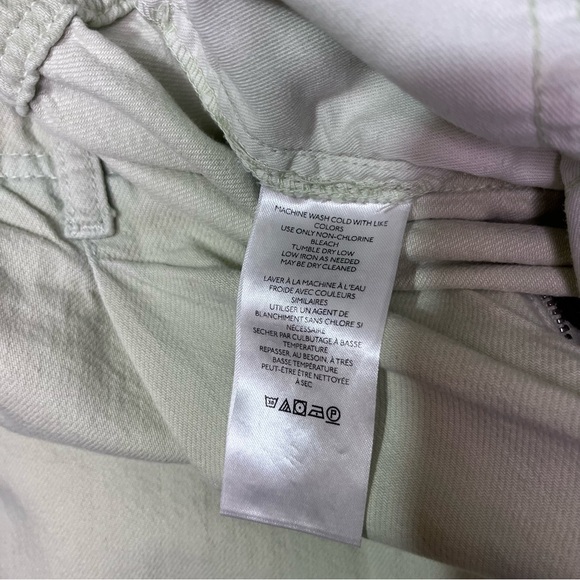 MACHINE WASH COLD WITH LIKE
COLORS
USE ONLY NON-CHLORINE
BLEACH
TUMBLE DRY LOW
LOW IRON AS NEEDED
MAY BE DRY CLEANED
LAVER À LA MACHINE À L'EAU
FROIDE AVEC COULEURS
SIMILAIRES
UTILISER UN AGENT DE
BLANCHIMENT SANS CHLORE SI
NÉCESSAIRE
SECHER PAR CULBUTAGE À BASSE
TEMPÉRATURE
REPASSER, AU BESOIN, À TRÈS
BASSE TEMPÉRATURE
PEUT-ÊTRE ÊTRE NETTOYÉE
À SEC
30 P